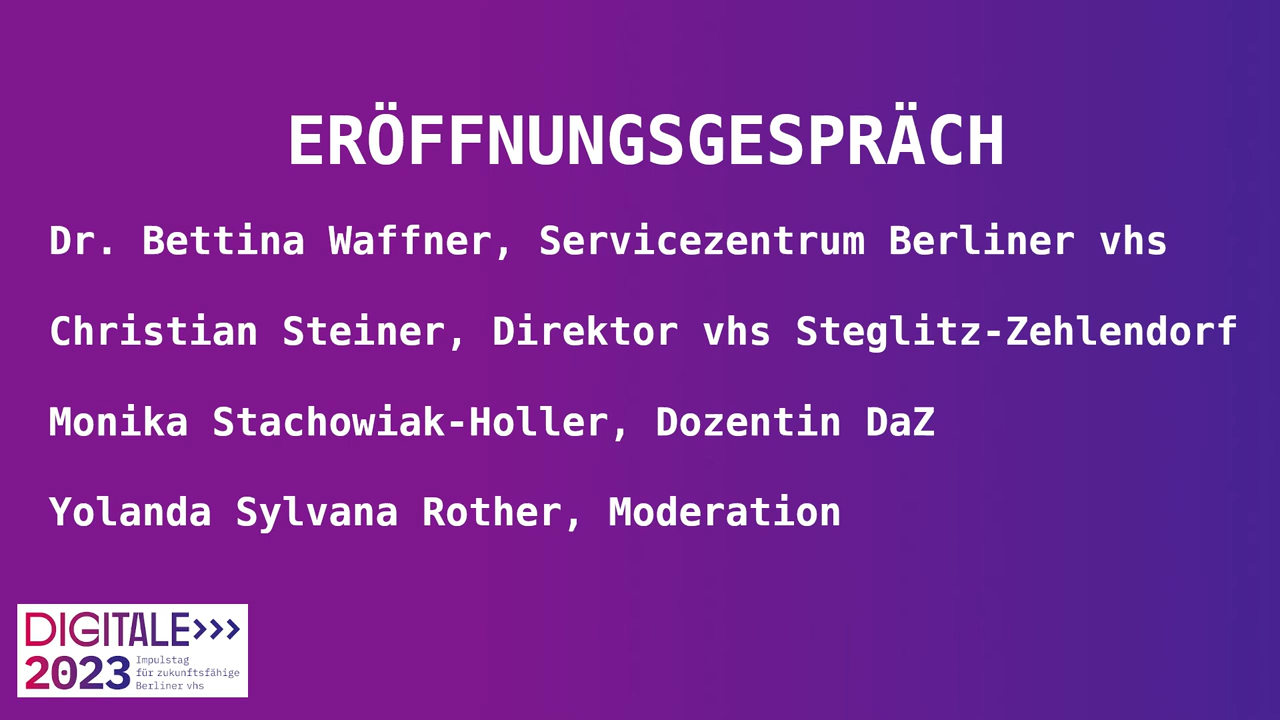 ERÖFFNUNGSGESPRÄCH
Dr. Bettina Waffner, Servicezentrum Berliner vhs
Christian Steiner, Direktor vhs Steglitz-Zehlendorf
Monika Stachowiak-Holler, Dozentin DaZ
Yolanda Sylvana Rother, Moderation
DIGITALE>>>
2023
Impulstag
für zukunftsfähige
Berliner vhs